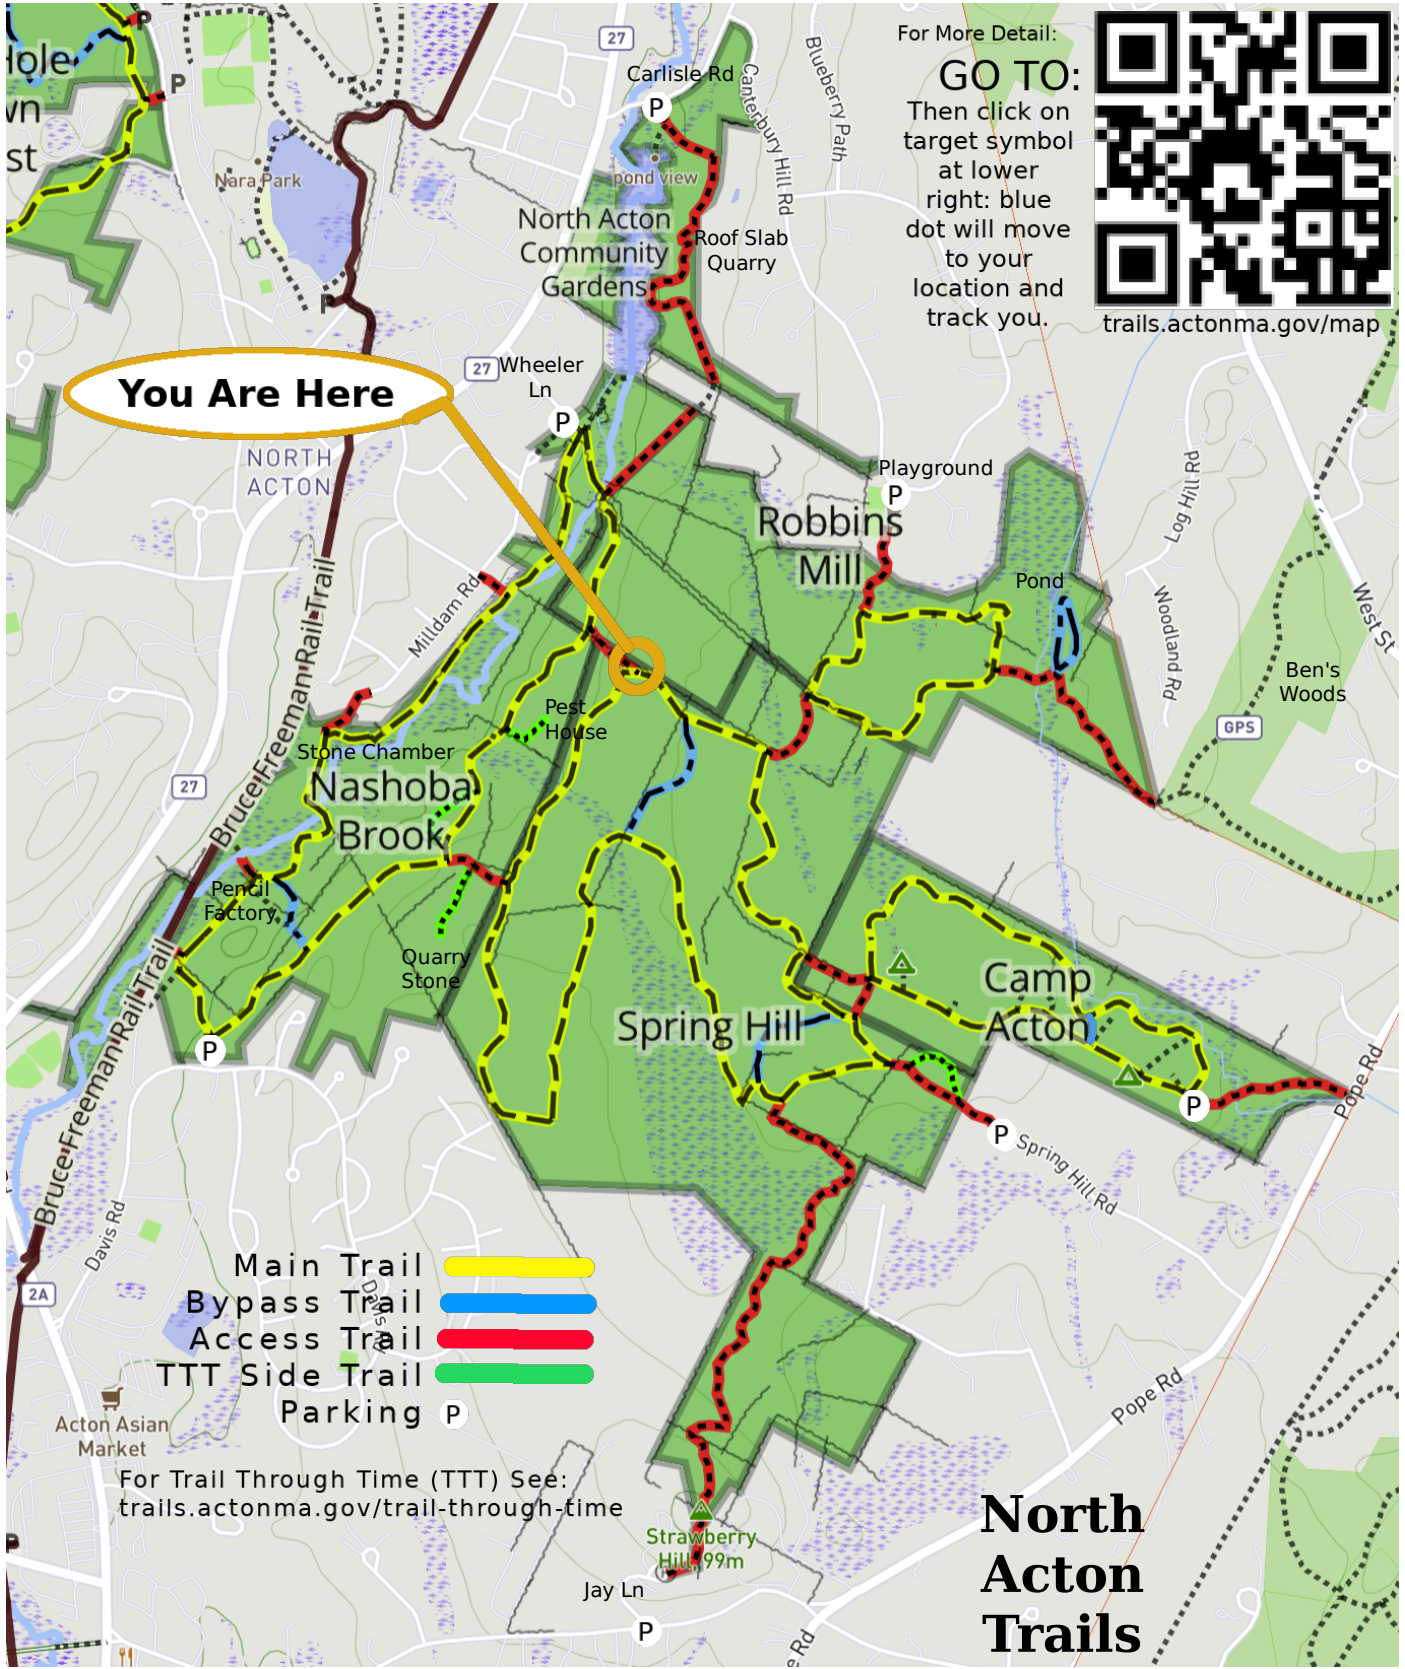 Hole
wn
st
P
P
Nara Park
P
27
Carlisle Rd
P
pond view
Canterbury Hill Rd
Blueberry Path
North Acton
Community
Gardens
Roof Slab
Quarry
For More Detail:
GO TO:
Then click on
target symbol
at lower
right: blue
dot will move
to your
location and
track you.
trails.actonma.gov/map
You Are Here
27
Wheeler
Ln
P
NORTH
ACTON
Playground
P
Robbins
Mill
Log Hill Rd
Pond
Woodland Rd
West St
Ben's
Woods
GPS
Milldam Rd
Bruce Freeman Rail Trail
Pest
House
Stone Chamber
Nashoba
Brook
27
Pencil
Factory
Quarry
Stone
Camp
Acton
Spring Hill
P
P
P
Spring Hill Rd
Pope Rd
Bruce Freeman Rail Trail
Davis Rd
2A
Main Trail
Bypass Trail
Access Trail
TTT Side Trail
Parking P
Davis Rd
Acton Asian
Market
For Trail Through Time (TTT) See:
trails.actonma.gov/trail-through-time
Pope Rd
Strawberry
Hill, 99m
Jay Ln
P
P
e Rd
North
Acton
Trails